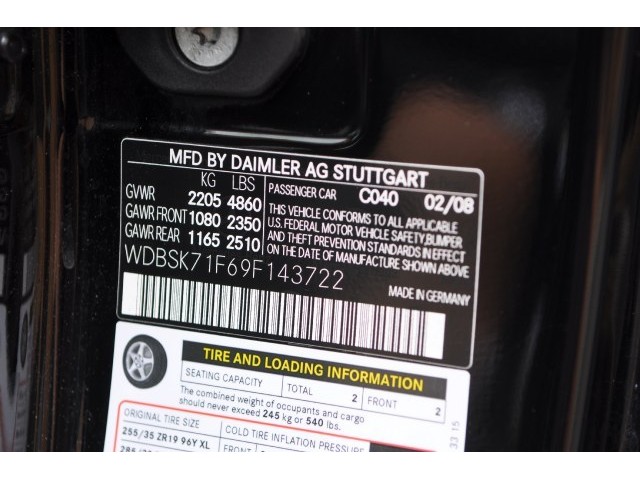 MFD BY DAIMLER AG STUTTGART
KG LBS
GVWR 2205 4860
GAWR FRONT 1080 2350
GAWR REAR 1165 2510
PASSENGER CAR C040 02/08
THIS VEHICLE CONFORMS TO ALL APPLICABLE
U.S. FEDERAL MOTOR VEHICLE SAFETY, BUMPER
AND THEFT PREVENTION STANDARDS IN EFFECT
ON THE DATE OF MANUFACTURE SHOWN ABOVE
WDBSK71F69F143722
MADE IN GERMANY
TIRE AND LOADING INFORMATION
SEATING CAPACITY TOTAL 2 FRONT 2
The combined weight of occupants and cargo
should never exceed 245 kg or 540 lbs.
ORIGINAL TIRE SIZE COLD TIRE INFLATION PRESSURE
255/35 ZR19 96Y XL FRONT
33 15